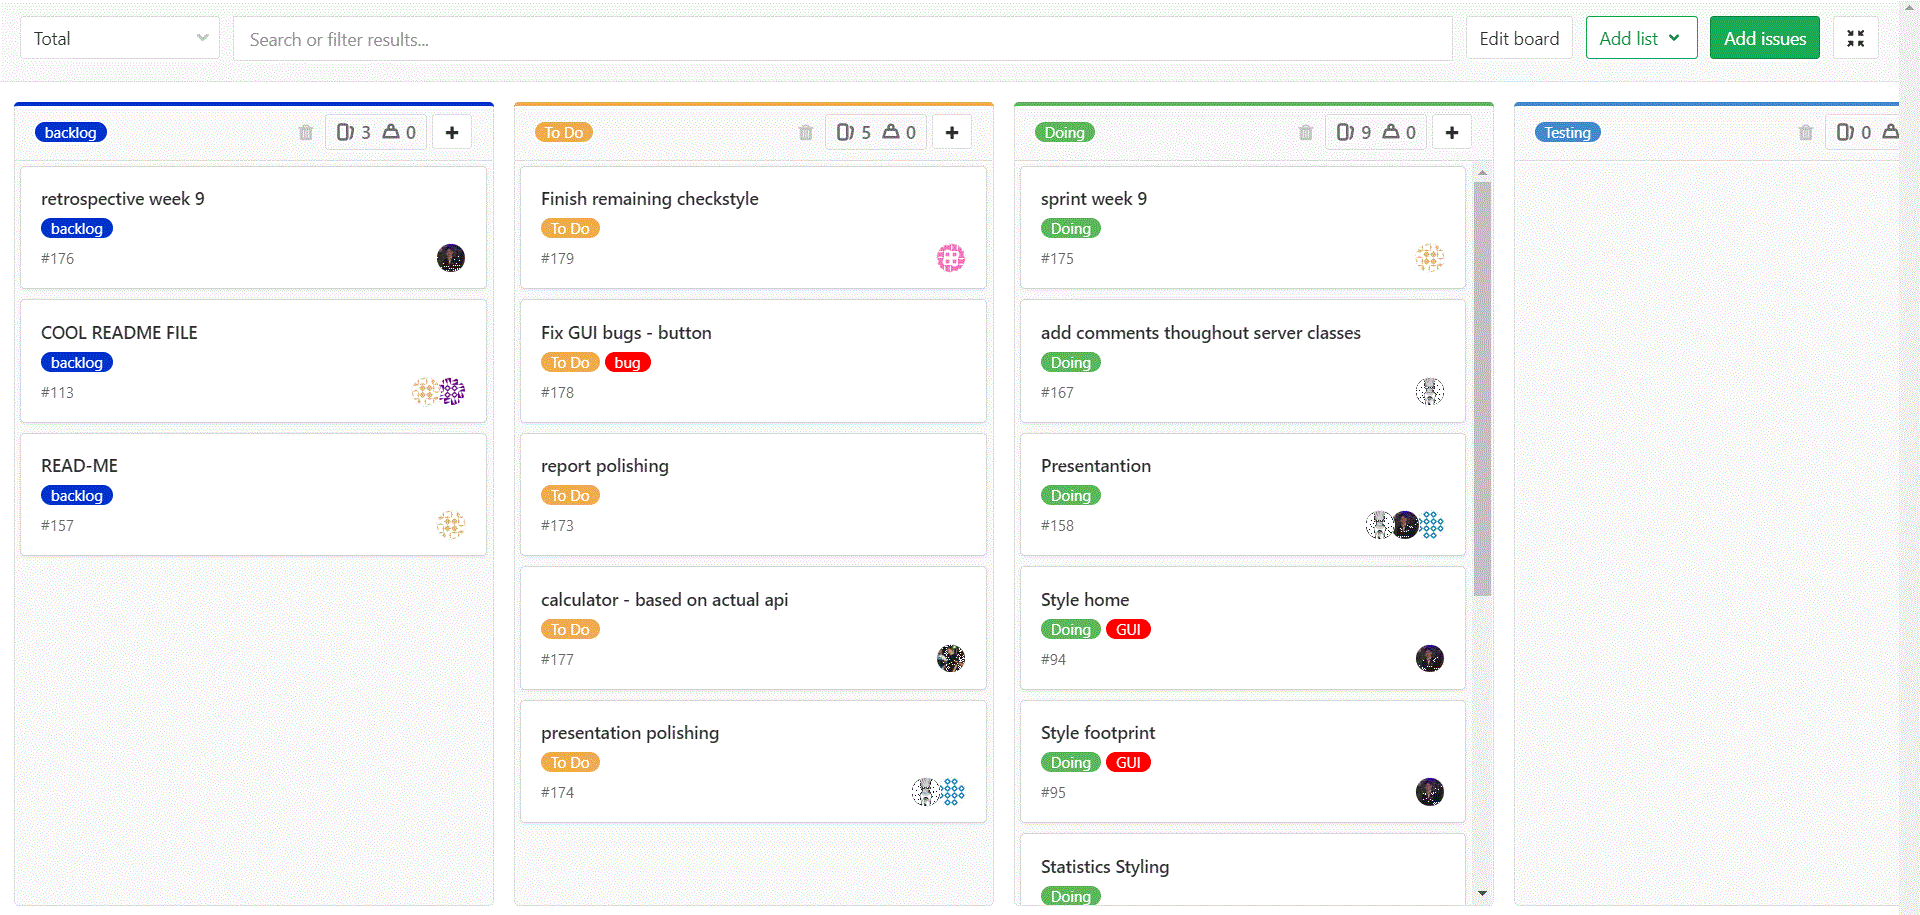 Total
Search or filter results...
Edit board
Add list
Add issues
backlog
3
0
retrospective week 9
backlog
#176
COOL README FILE
backlog
#113
READ-ME
backlog
#157
To Do
5
0
Finish remaining checkstyle
To Do
#179
Fix GUI bugs - button
To Do bug
#178
report polishing
To Do
#173
calculator - based on actual api
To Do
#177
presentation polishing
To Do
#174
Doing
9
0
sprint week 9
Doing
#175
add comments thoughout server classes
Doing
#167
Presentantion
Doing
#158
Style home
Doing GUI
#94
Style footprint
Doing GUI
#95
Statistics Styling
Doing
Testing
0